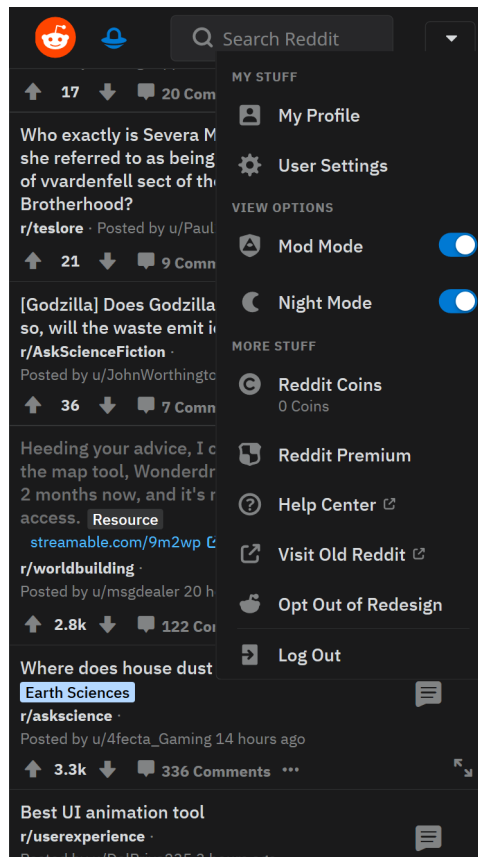 Search Reddit
17 20 Com
Who exactly is Severa M
she referred to as being
of vvardenfell sect of the
Brotherhood?
r/teslore · Posted by u/Paul
21 9 Comm
[Godzilla] Does Godzilla
so, will the waste emit
r/AskScienceFiction ·
Posted by u/JohnWorthingto
36 7 Comm
Heeding your advice, I c
the map tool, Wonderdr
2 months now, and it's
access. Resource
streamable.com/9m2wp
r/worldbuilding ·
Posted by u/msgdealer 20 h
2.8k 122 Com
Where does house dust
Earth Sciences
r/askscience ·
Posted by u/4fecta_Gaming 14 hours ago
3.3k 336 Comments ···
Best UI animation tool
r/userexperience ·
MY STUFF
My Profile
User Settings
VIEW OPTIONS
Mod Mode
Night Mode
MORE STUFF
Reddit Coins
0 Coins
Reddit Premium
Help Center
Visit Old Reddit
Opt Out of Redesign
Log Out